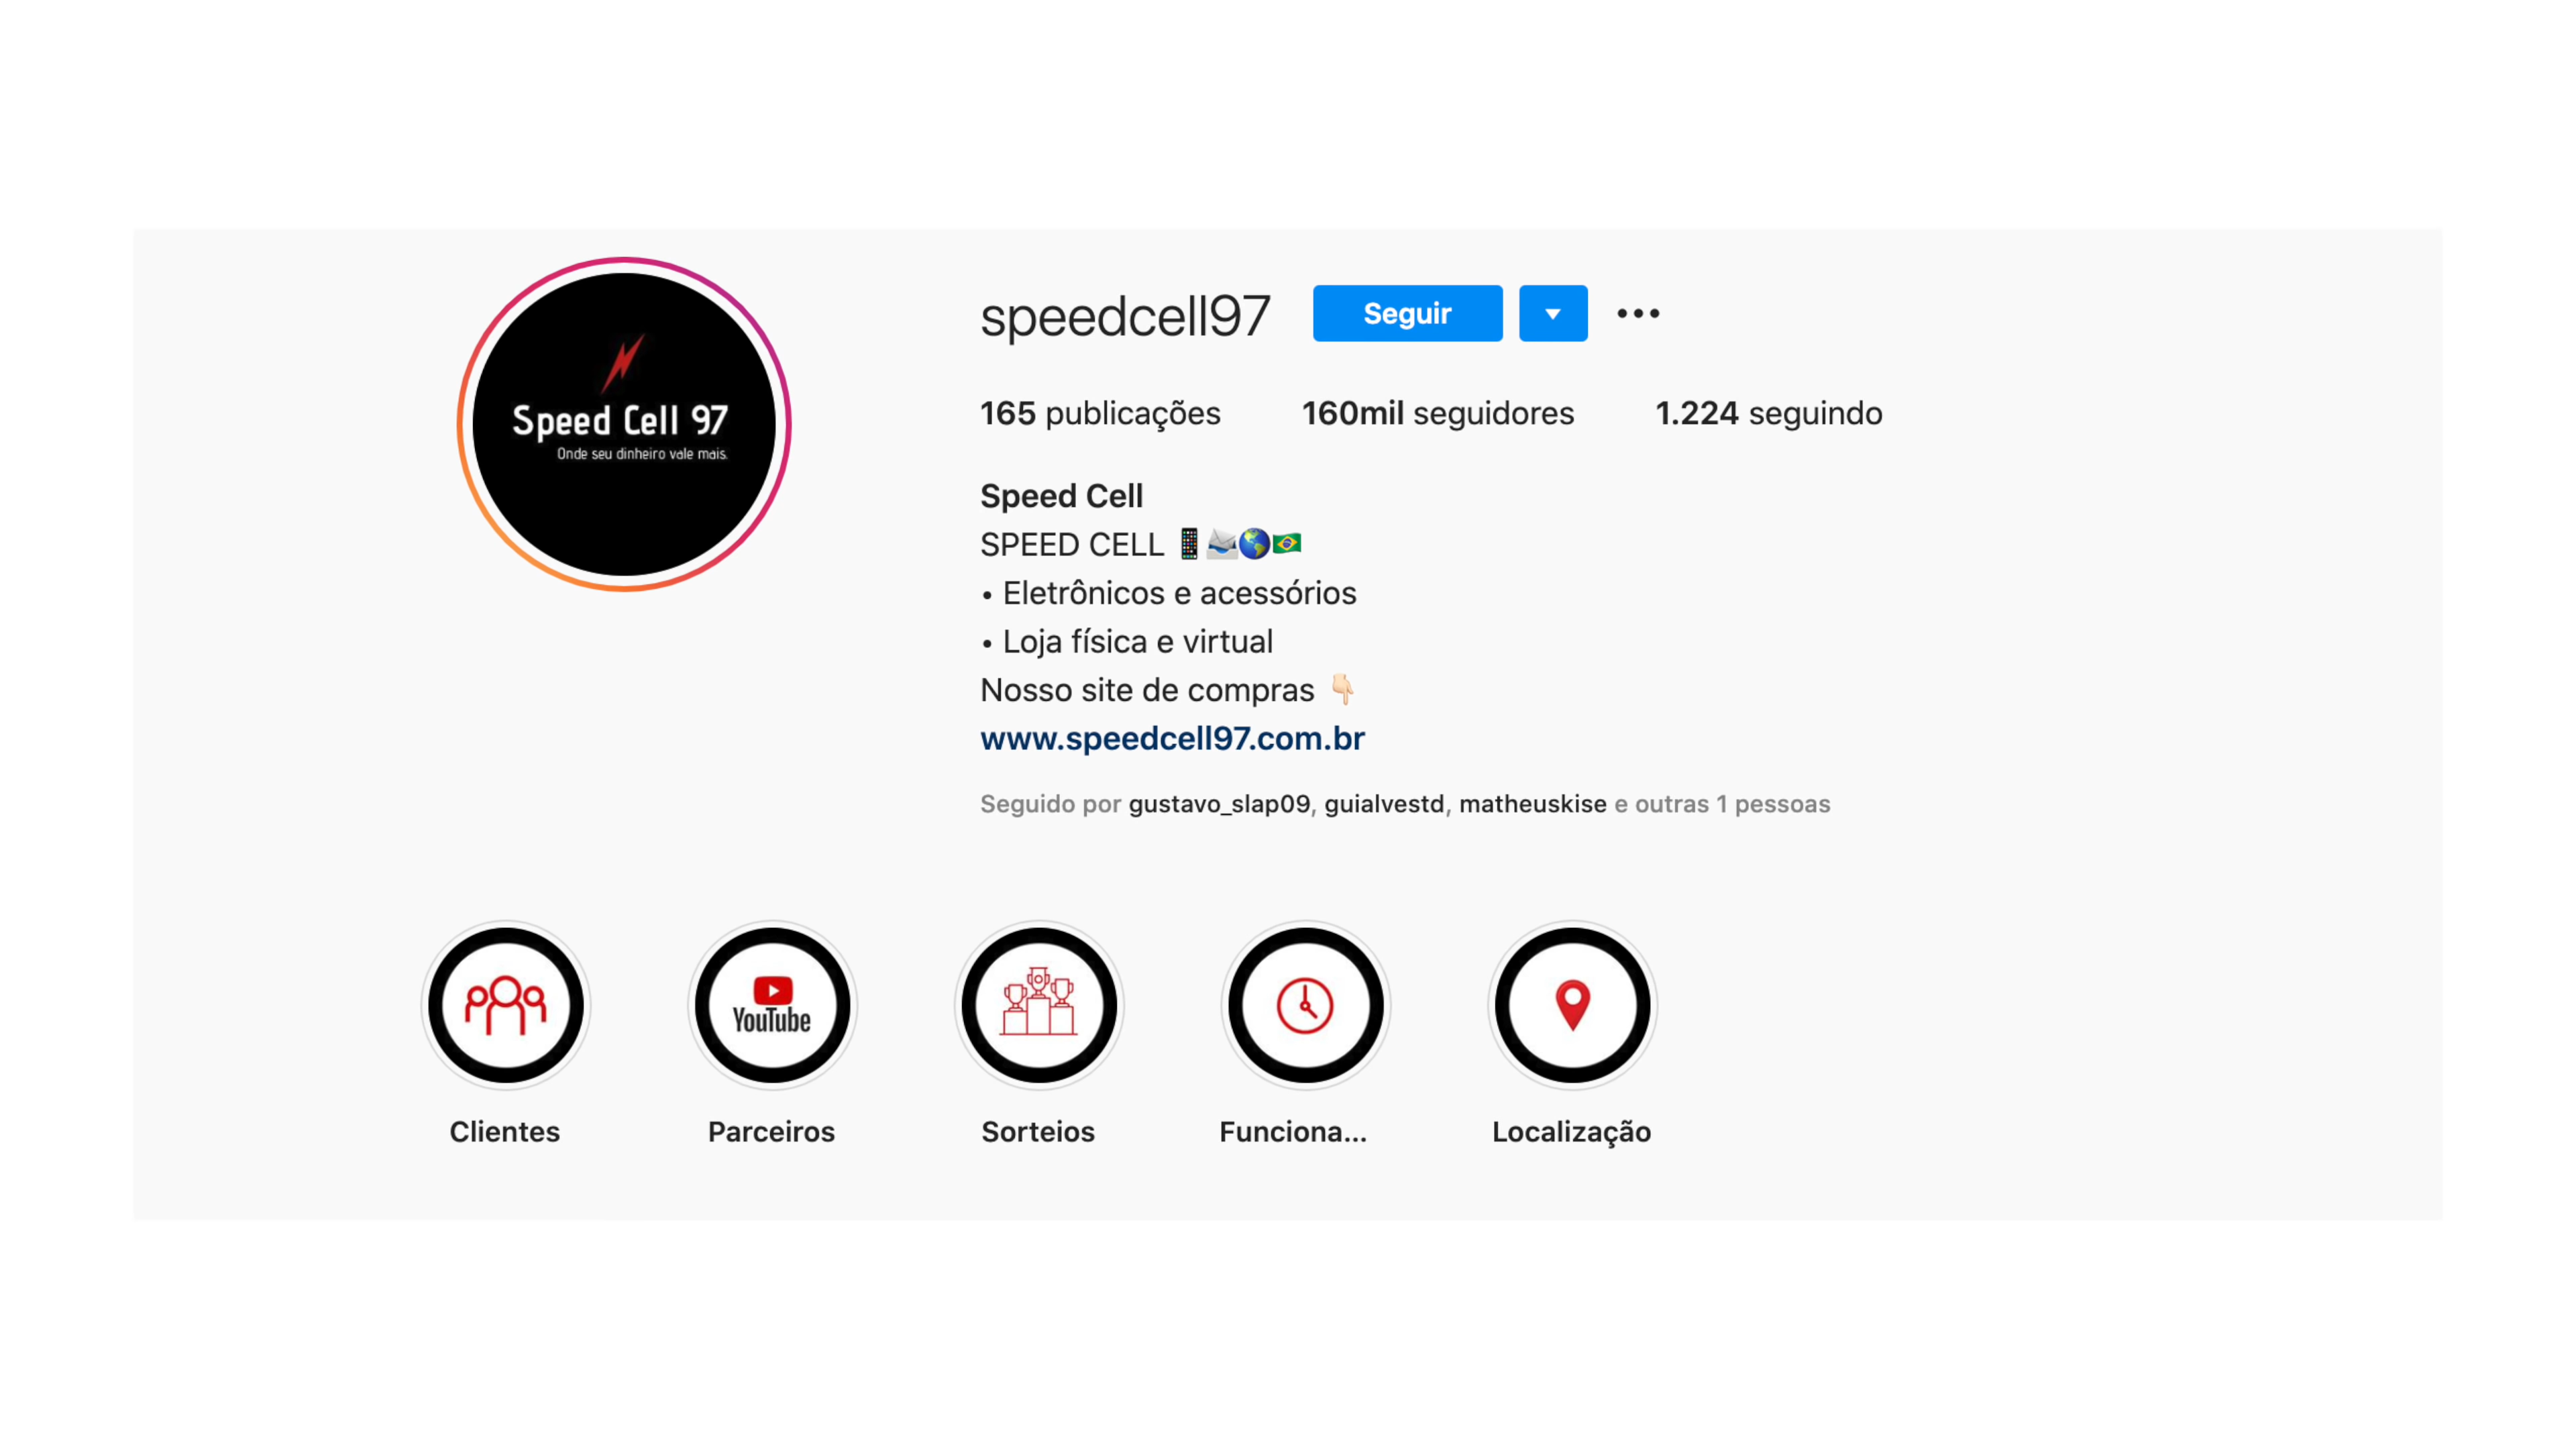 Speed Cell 97
Onde seu dinheiro vale mais.
speedcell97 Seguir
165 publicações 160mil seguidores 1.224 seguindo
Speed Cell
SPEED CELL 📱📨🌎🇧🇷
• Eletrônicos e acessórios
• Loja física e virtual
Nosso site de compras 👇🏻
www.speedcell97.com.br
Seguido por gustavo_slap09, guialvestd, matheuskise e outras 1 pessoas
YouTube
Clientes Parceiros Sorteios Funciona... Localização